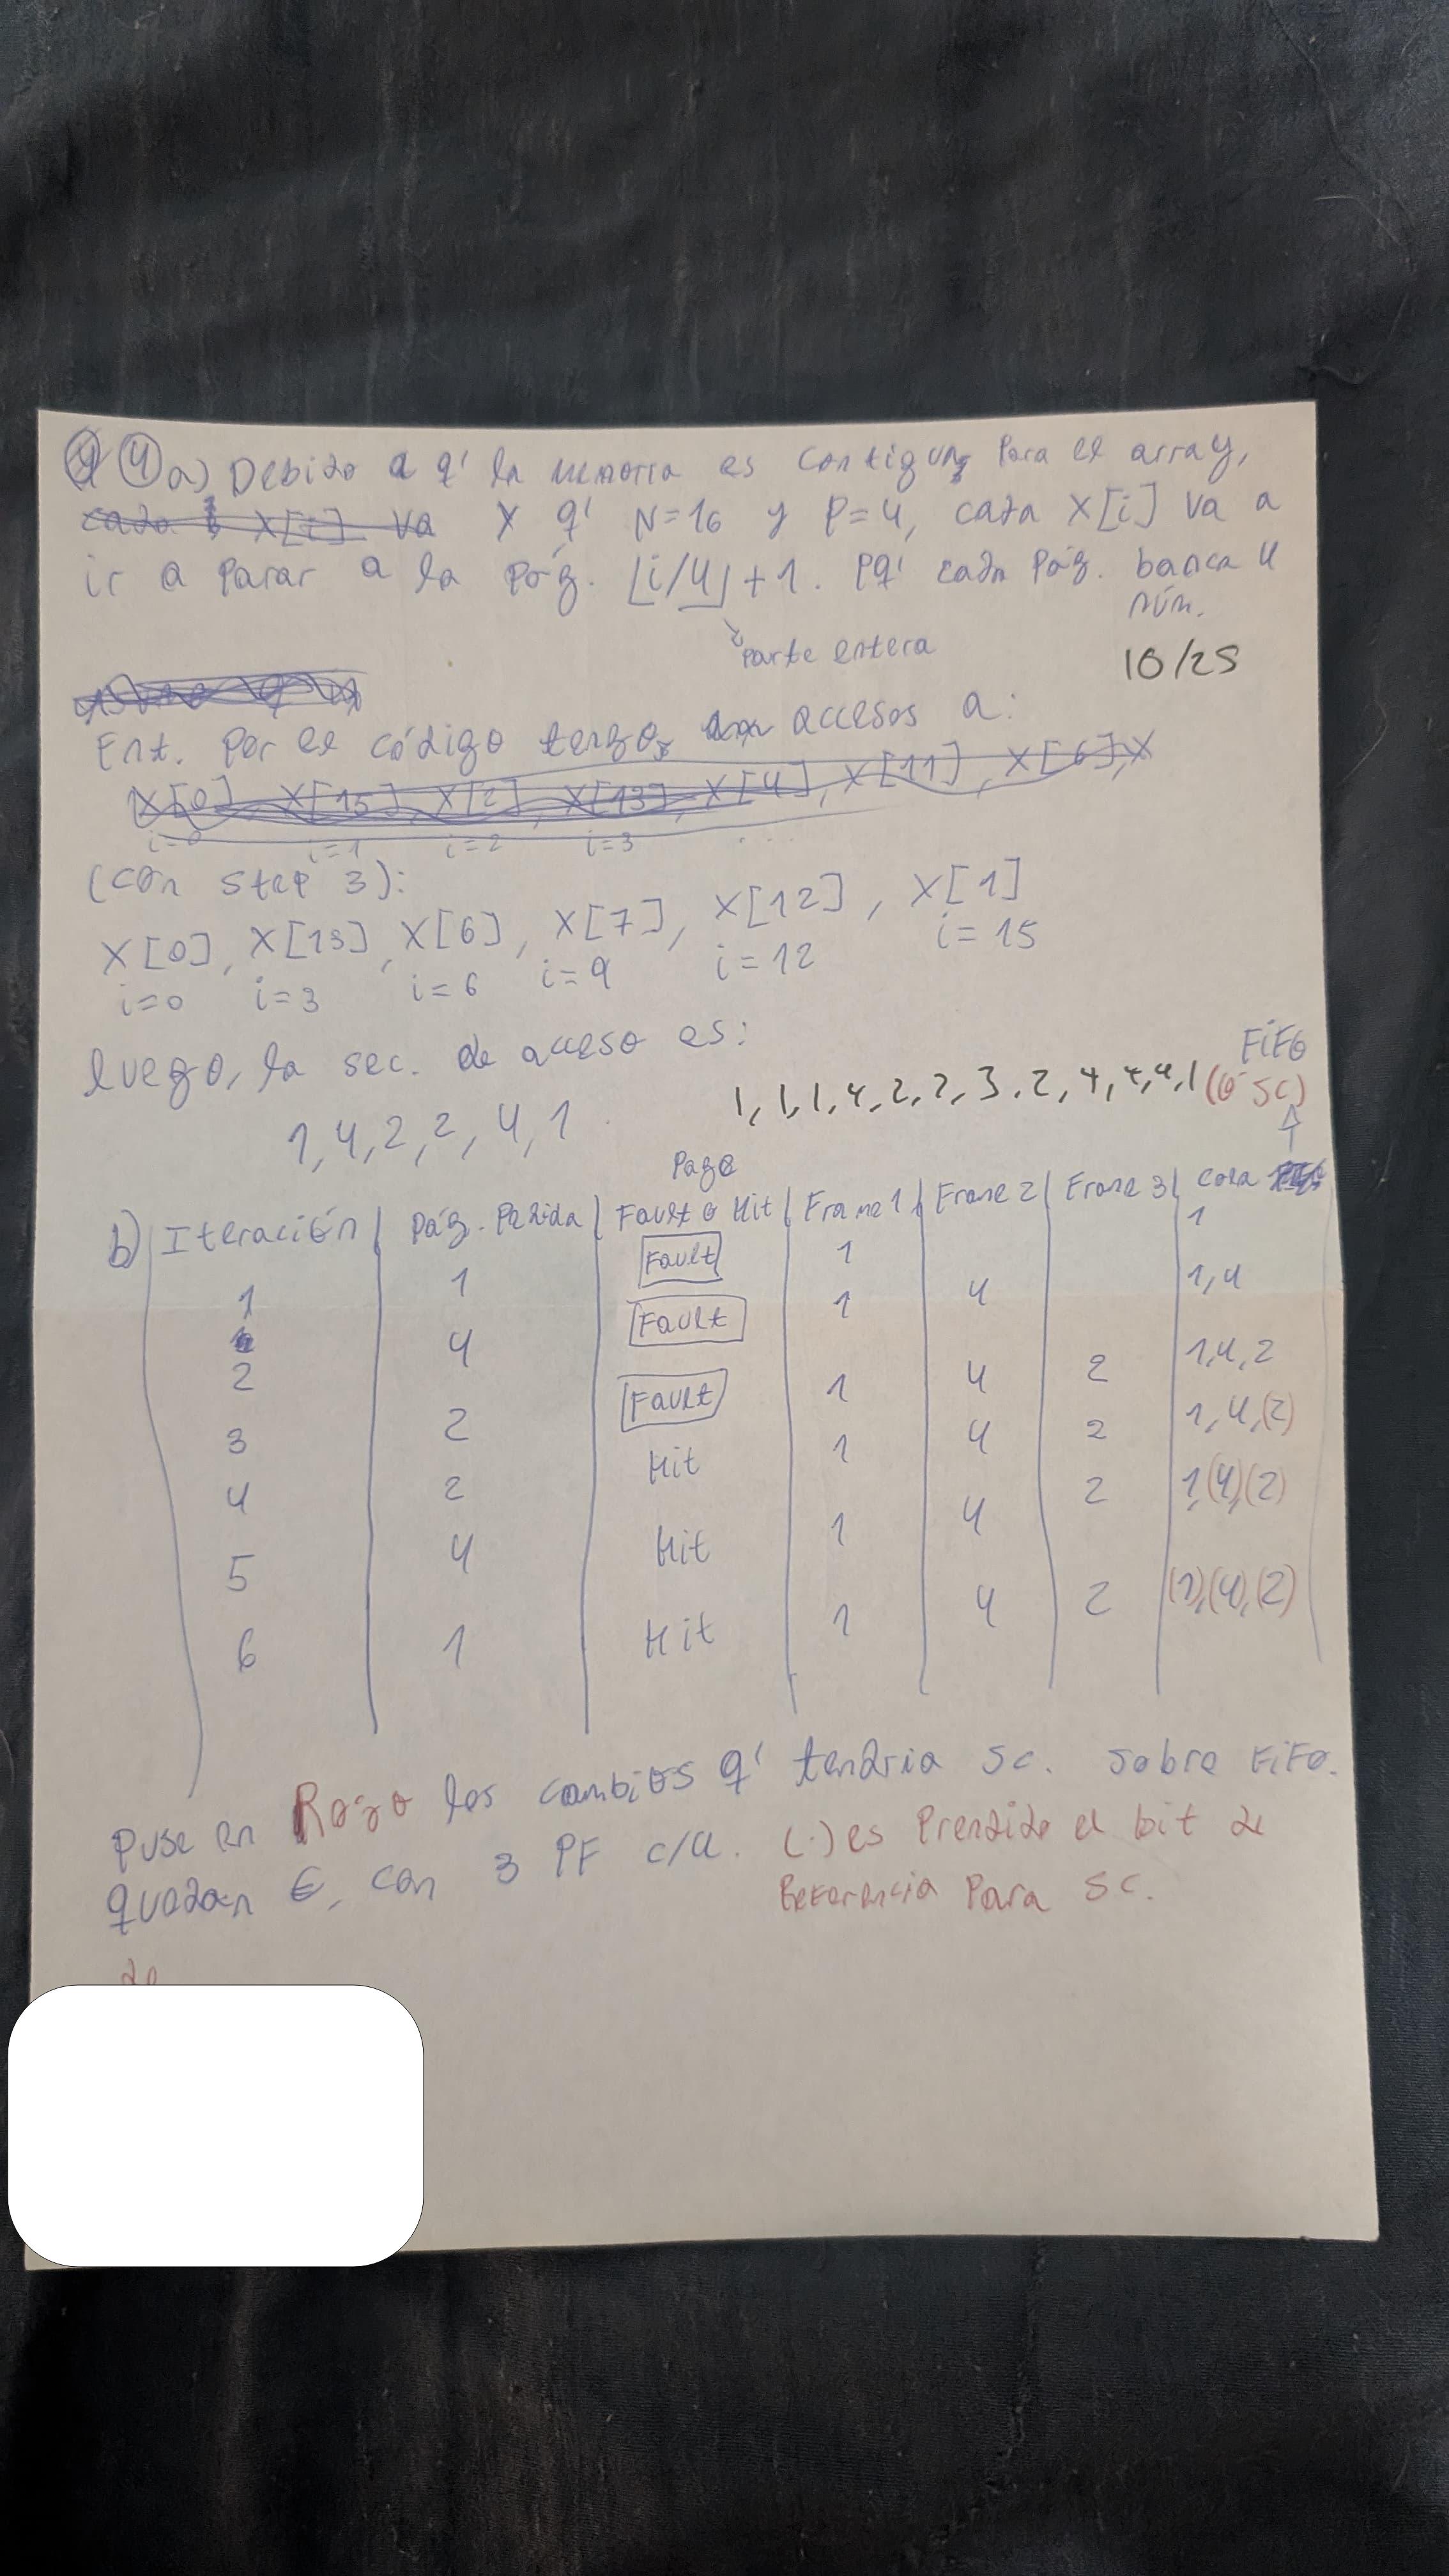 4 a) Debido a q' la memoria es contigua para el array,
cada i X[i] va Y q' N=16 y P=4, cada X[i] va a
ir a parar a la pág. ⌊i/4⌋+1. Pq' cada pág. banca 4
núm.
parte entera
10/25
Ent. por el código tengo accesos a:
X[0], X[15], X[2], X[13], X[4], X[11], X[6], X
i=0 i=1 i=2 i=3 ...
(con step 3):
X[0], X[13], X[6], X[7], X[12], X[1]
i=0 i=3 i=6 i=9 i=12 i=15
luego, la sec. de acceso es:
FiFO
1,1,1,4,2,2,3,2,4,4,4,1 (ó SC)
1,4,2,2,4,1.
Page
b) Iteración | Pág. Pedida | Fault o Hit | Frame 1 | Frame 2 | Frame 3 | cola
1 1 Fault 1 1
2 4 Fault 1 4 1,4
3 2 Fault 1 4 2 1,4,2
4 2 Hit 1 4 2 1,4,(2)
5 4 Hit 1 4 2 1,(4),(2)
6 1 Hit 1 4 2 (1),(4),(2)
Puse en Rojo los cambios q' tendria SC. sobre FiFO.
quedan =, con 3 PF c/u. (·) es Prendido el bit de
Referencia Para SC.
de